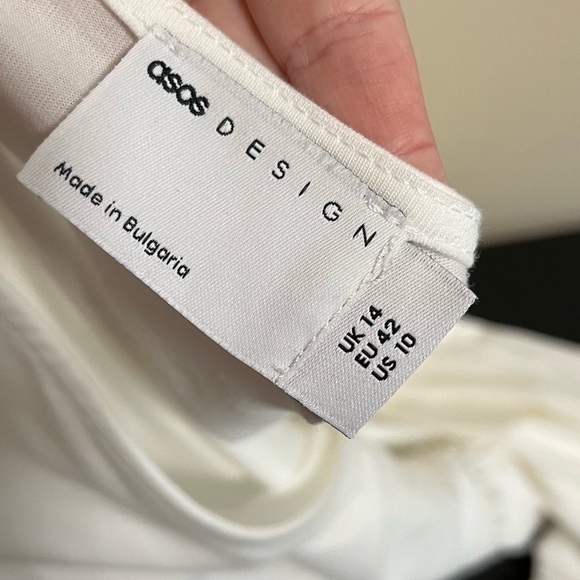 asos DESIGN
Made in Bulgaria
UK 14
EU 42
US 10